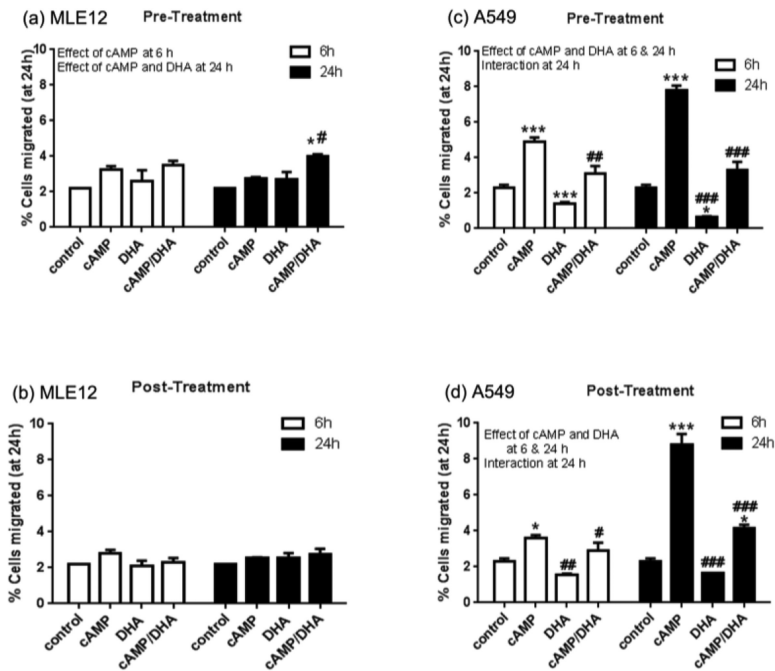 (a) MLE12
Pre-Treatment
% Cells migrated (at 24h)
10
8
6
4
2
0
Effect of cAMP at 6 h
Effect of cAMP and DHA at 24 h
6h
24h
*#
control
cAMP
DHA
cAMP/DHA
control
cAMP
DHA
cAMP/DHA
(c) A549
Pre-Treatment
% Cells migrated (at 24h)
10
8
6
4
2
0
Effect of cAMP and DHA at 6 & 24 h
Interaction at 24 h
6h
24h
***
***
##
***
###
*
###
control
cAMP
DHA
cAMP/DHA
control
cAMP
DHA
cAMP/DHA
(b) MLE12
Post-Treatment
% Cells migrated (at 24h)
10
8
6
4
2
0
6h
24h
control
cAMP
DHA
cAMP/DHA
control
cAMP
DHA
cAMP/DHA
(d) A549
Post-Treatment
% Cells migrated (at 24h)
10
8
6
4
2
0
Effect of cAMP and DHA
at 6 & 24 h
Interaction at 24 h
6h
24h
*
##
#
***
###
###
*
control
cAMP
DHA
cAMP/DHA
control
cAMP
DHA
cAMP/DHA